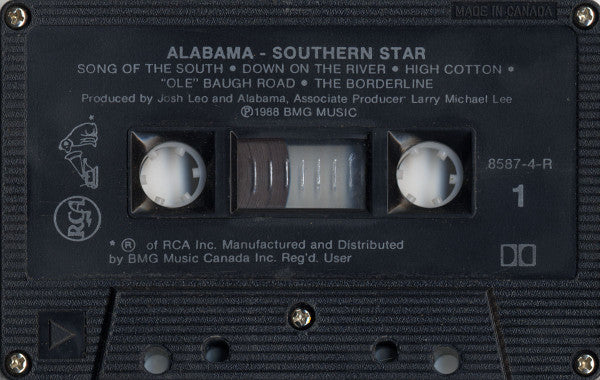 MADE IN CANADA
ALABAMA - SOUTHERN STAR
SONG OF THE SOUTH • DOWN ON THE RIVER • HIGH COTTON •
"OLE" BAUGH ROAD • THE BORDERLINE
Produced by Josh Leo and Alabama, Associate Producer Larry Michael Lee
Ⓟ1988 BMG MUSIC
8587-4-R
1
RCA
* ® of RCA Inc. Manufactured and Distributed
by BMG Music Canada Inc. Reg'd. User